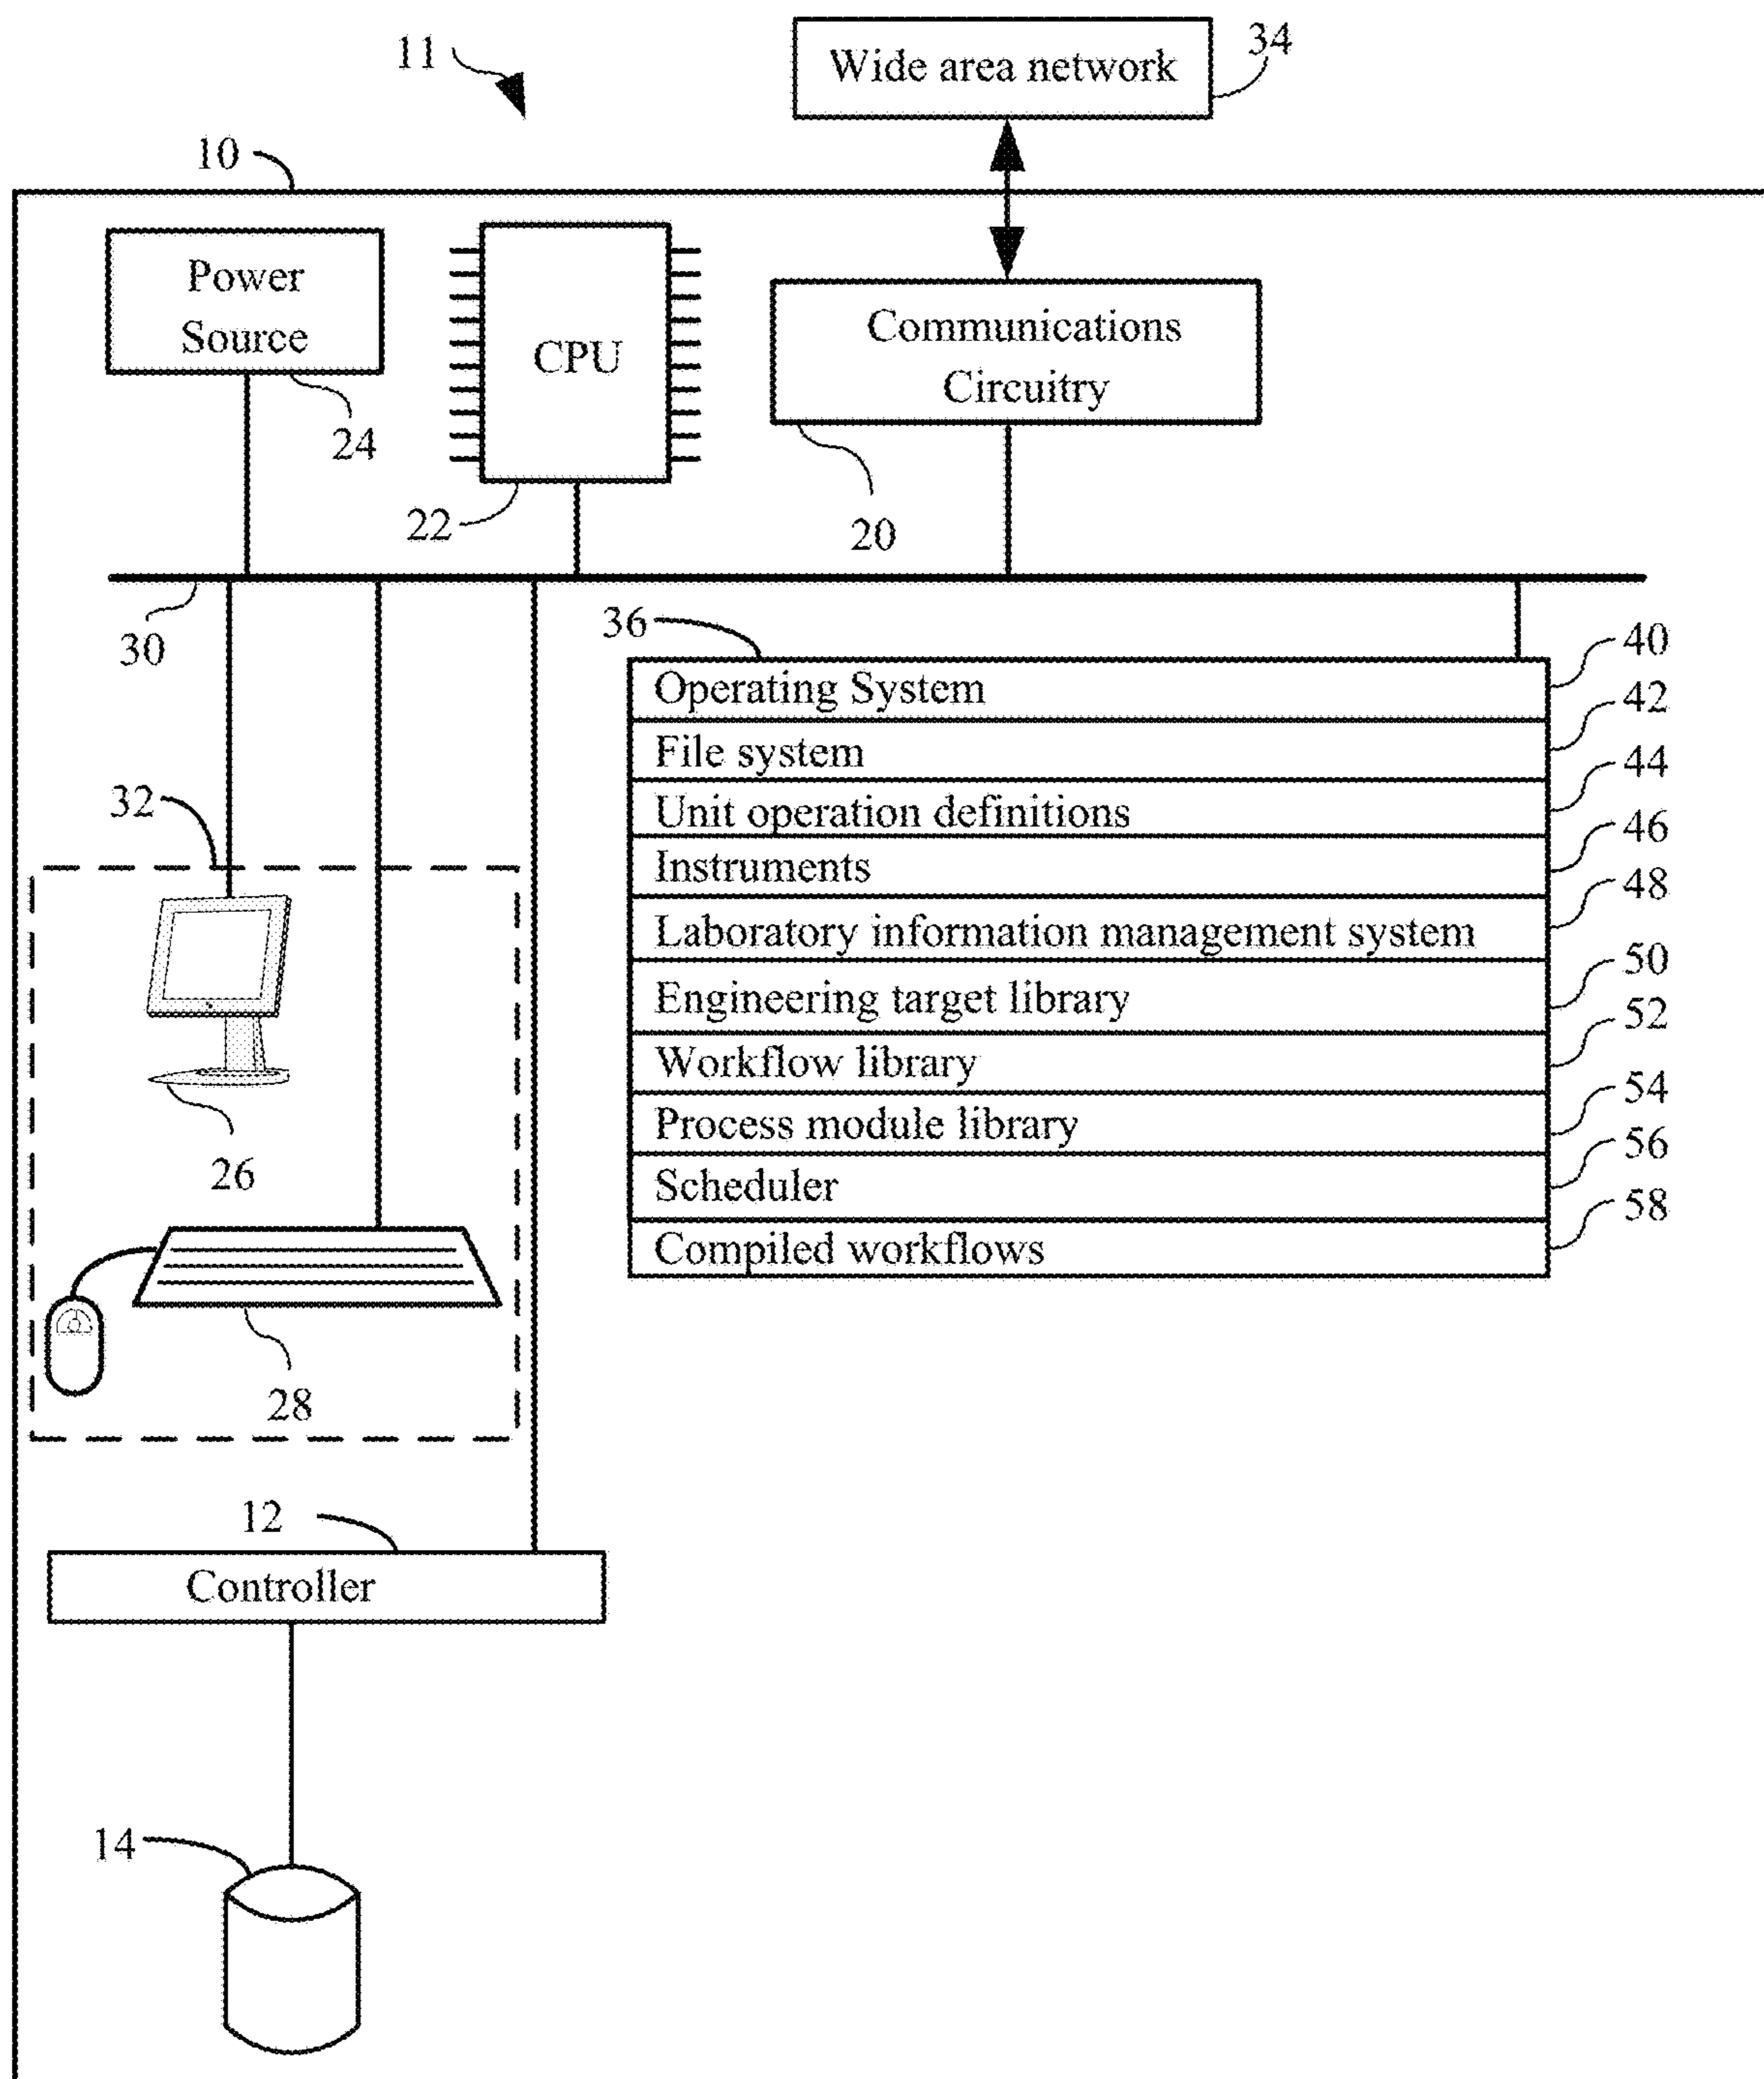 11
Wide area network
34
10
Power
Source
24
CPU
22
Communications
Circuitry
20
30
36
Operating System
40
File system
42
Unit operation definitions
44
Instruments
46
Laboratory information management system
48
Engineering target library
50
Workflow library
52
Process module library
54
Scheduler
56
Compiled workflows
58
32
26
28
12
Controller
14